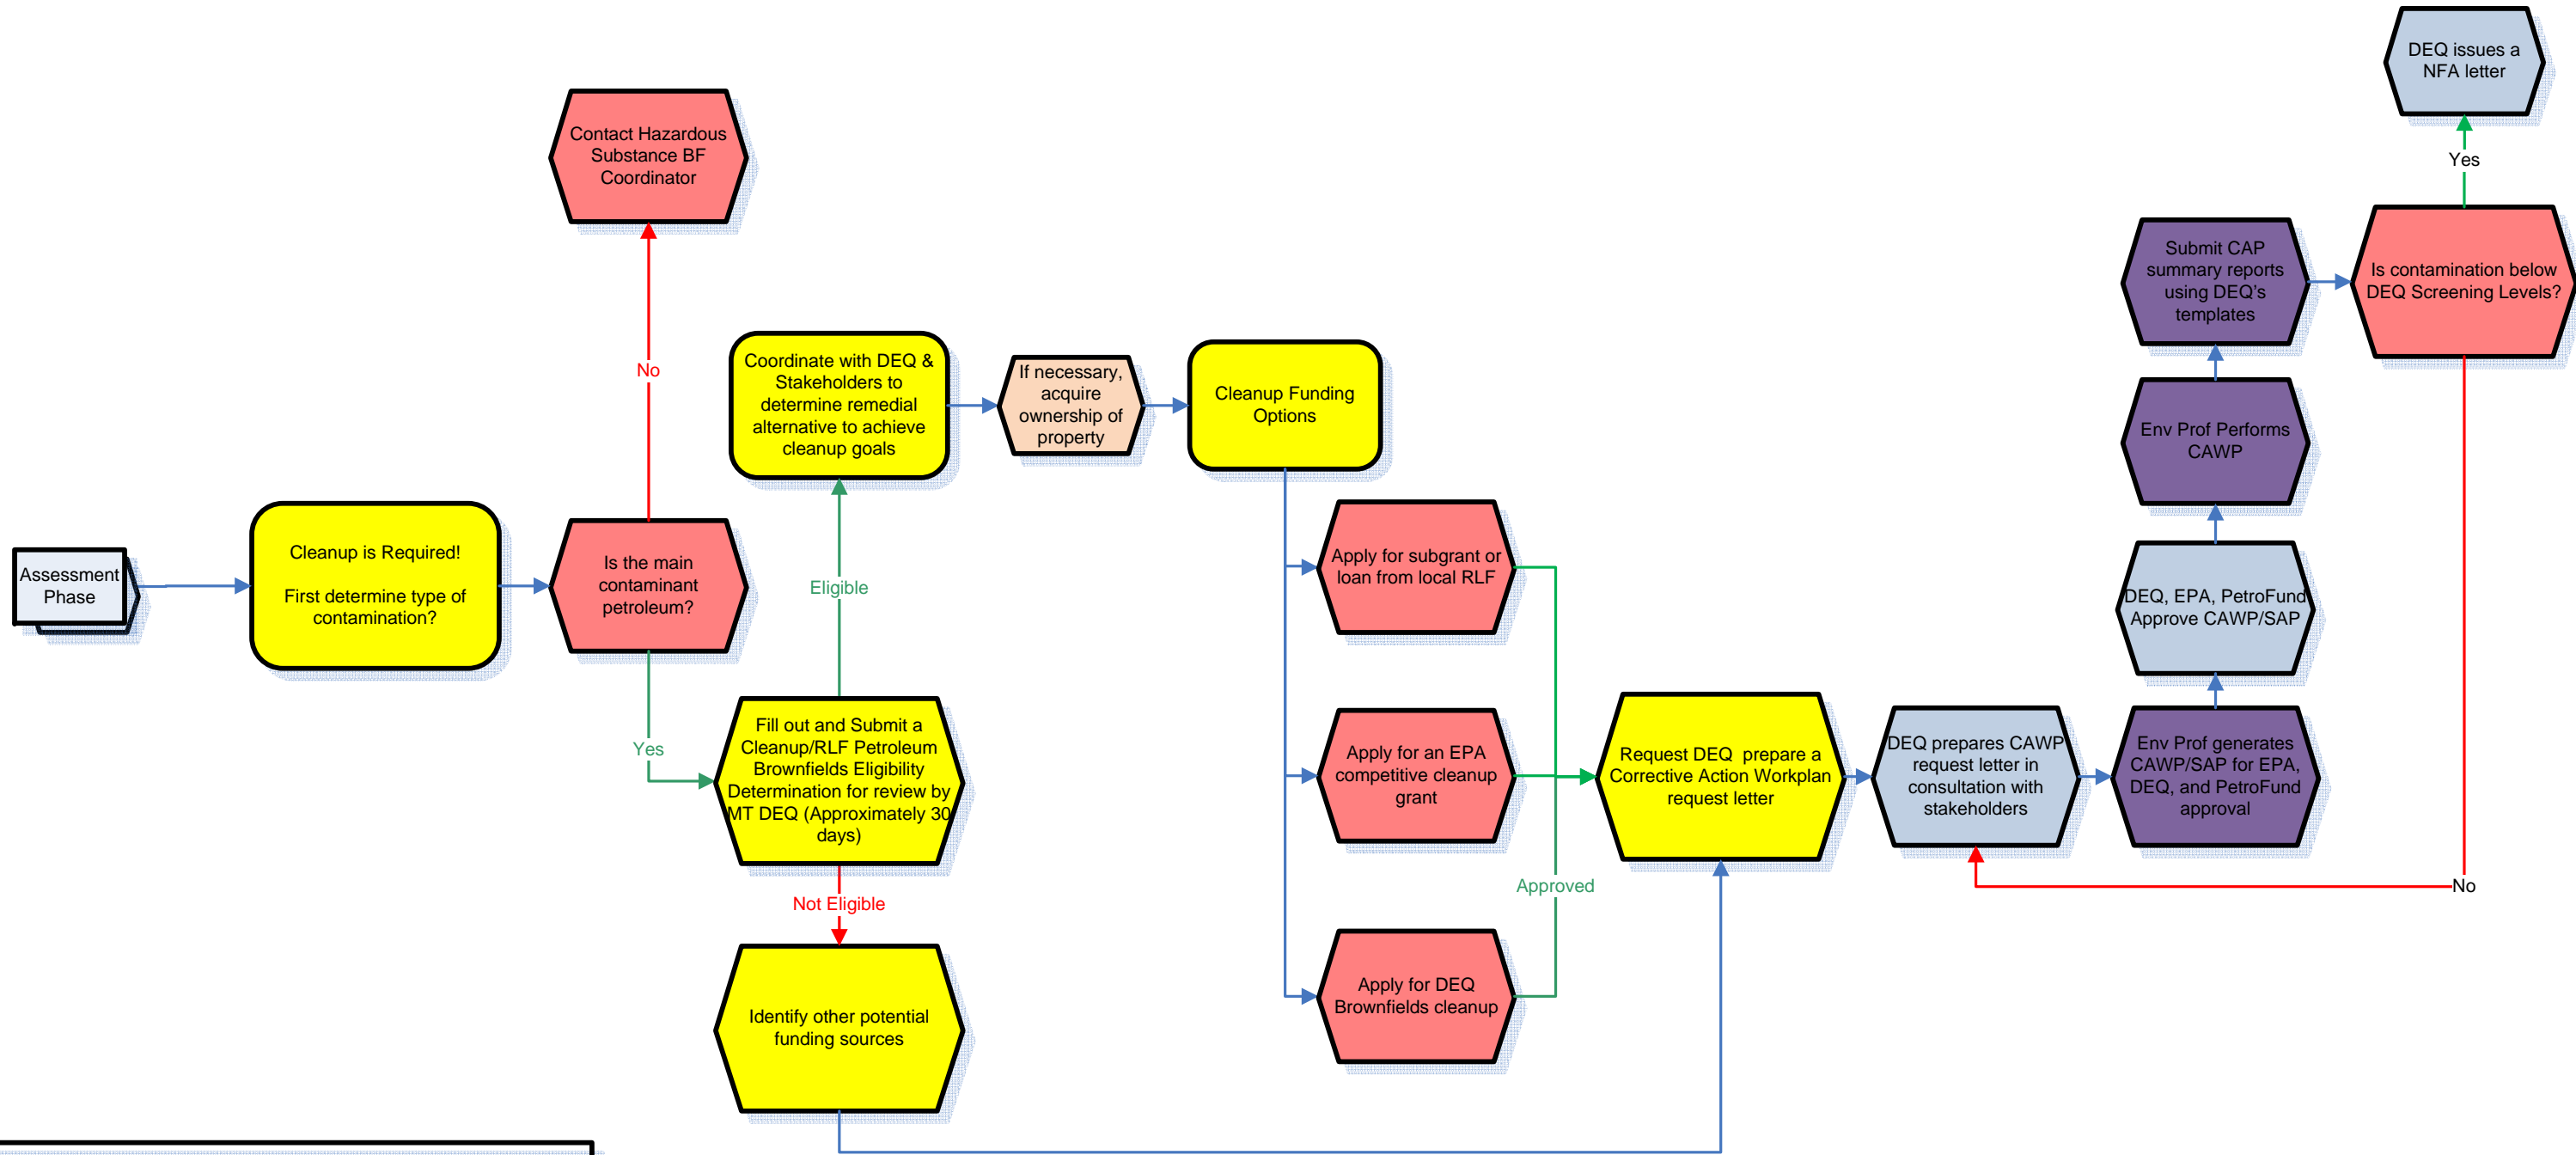 Assessment
Phase
Cleanup is Required!
First determine type of
contamination?
Is the main
contaminant
petroleum?
No
Contact Hazardous
Substance BF
Coordinator
Yes
Fill out and Submit a
Cleanup/RLF Petroleum
Brownfields Eligibility
Determination for review by
MT DEQ (Approximately 30
days)
Eligible
Not Eligible
Identify other potential
funding sources
Coordinate with DEQ &
Stakeholders to
determine remedial
alternative to achieve
cleanup goals
If necessary,
acquire
ownership of
property
Cleanup Funding
Options
Apply for subgrant or
loan from local RLF
Apply for an EPA
competitive cleanup
grant
Apply for DEQ
Brownfields cleanup
Approved
Request DEQ  prepare a
Corrective Action Workplan
request letter
DEQ prepares CAWP
request letter in
consultation with
stakeholders
Env Prof generates
CAWP/SAP for EPA,
DEQ, and PetroFund
approval
DEQ, EPA, PetroFund
Approve CAWP/SAP
Env Prof Performs
CAWP
Submit CAP
summary reports
using DEQ’s
templates
Is contamination below
DEQ Screening Levels?
Yes
DEQ issues a
NFA letter
No